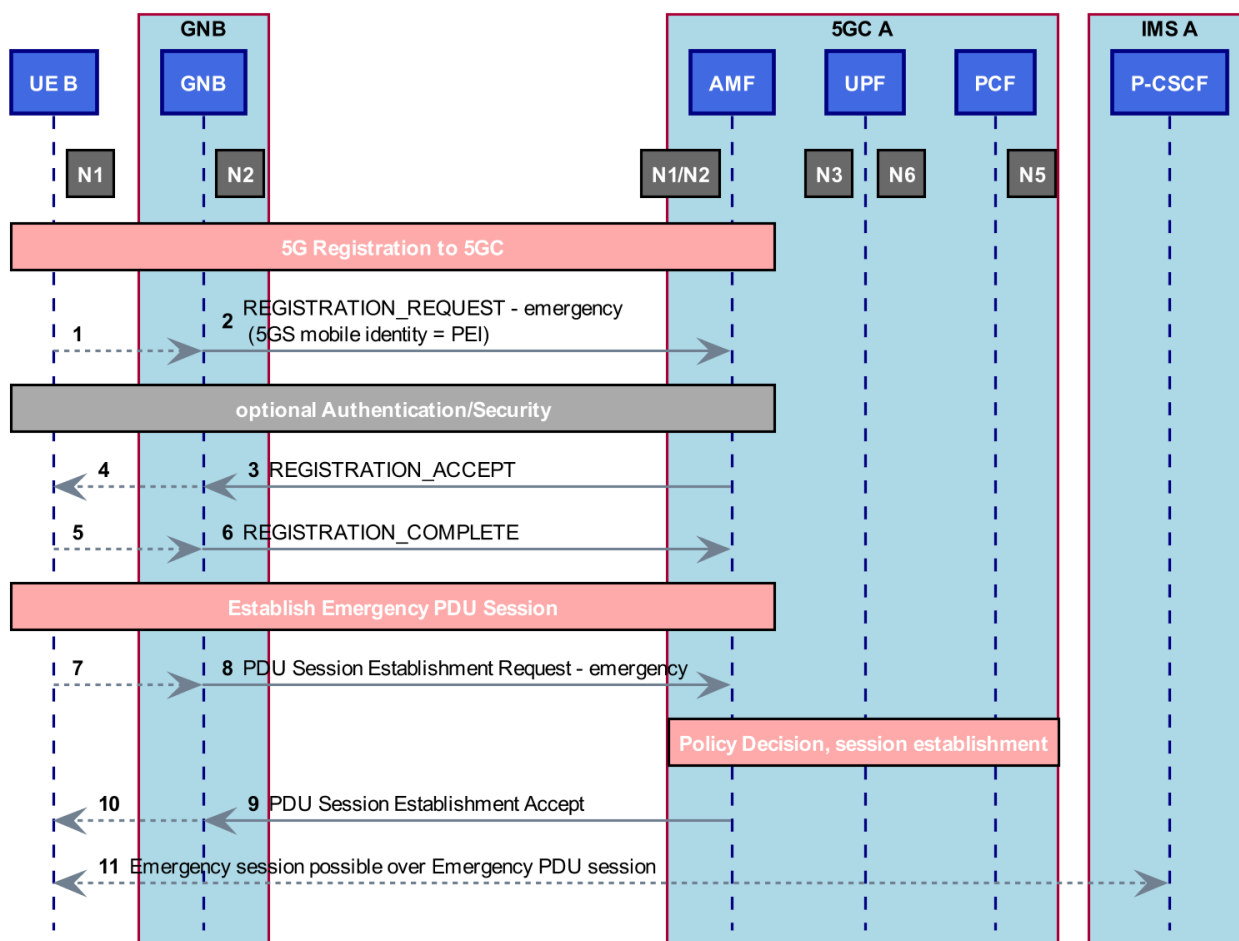 GNB
5GC A
IMS A
UE B
GNB
AMF
UPF
PCF
P-CSCF
N1
N2
N1/N2
N3
N6
N5
5G Registration to 5GC
1
2 REGISTRATION_REQUEST - emergency
(5GS mobile identity = PEI)
optional Authentication/Security
4
3 REGISTRATION_ACCEPT
5
6 REGISTRATION_COMPLETE
Establish Emergency PDU Session
7
8 PDU Session Establishment Request - emergency
Policy Decision, session establishment
10
9 PDU Session Establishment Accept
11 Emergency session possible over Emergency PDU session